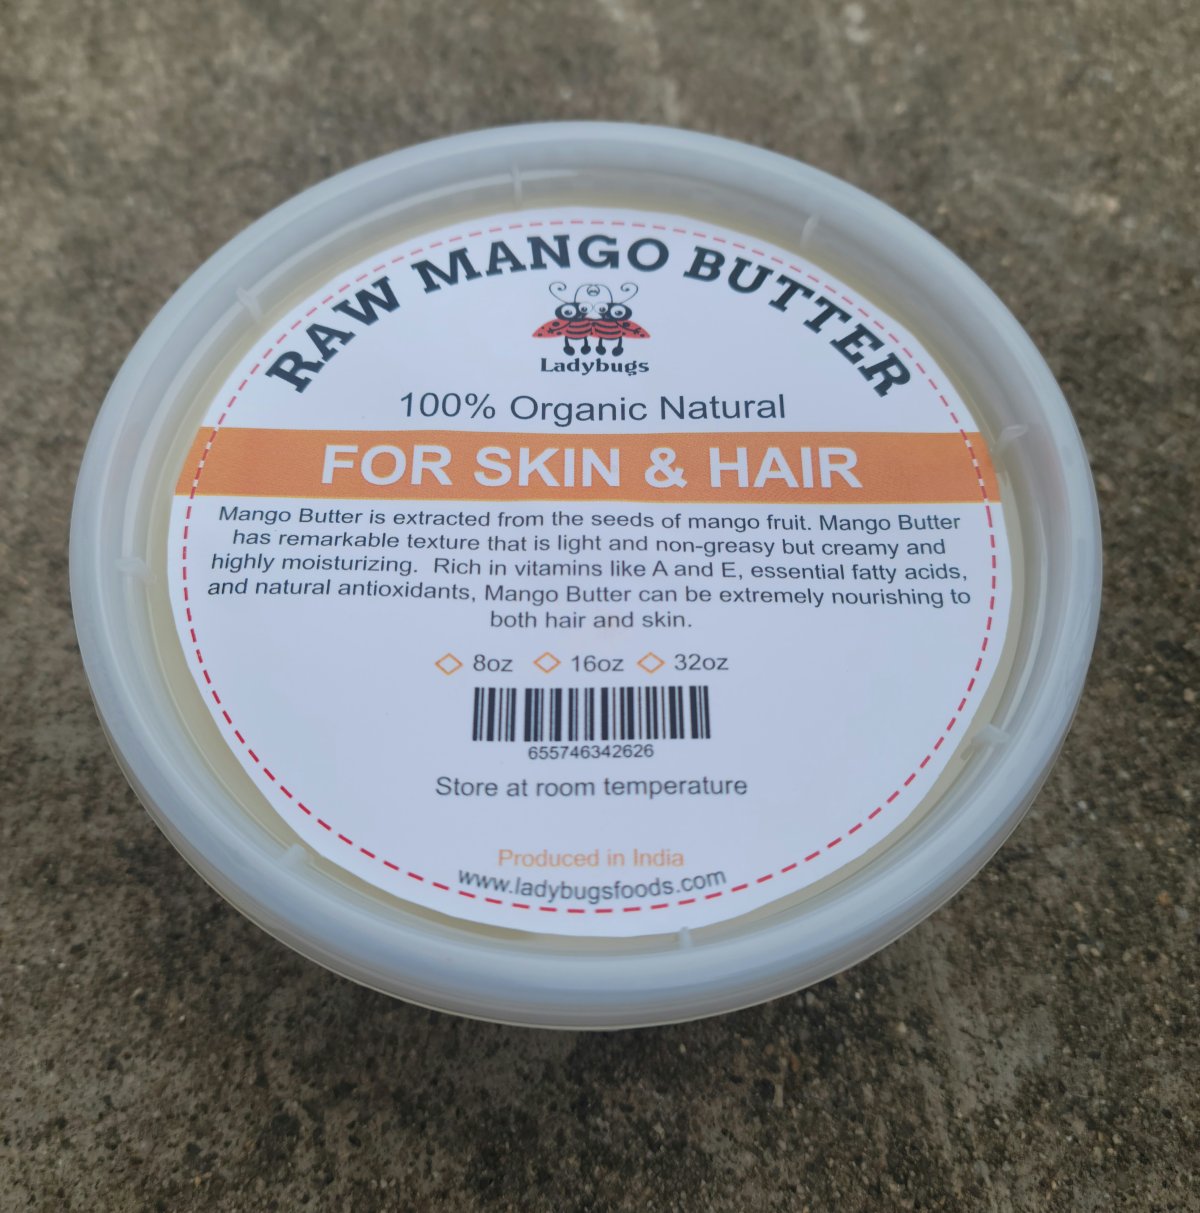 RAW MANGO BUTTER
Ladybugs
100% Organic Natural
FOR SKIN & HAIR
Mango Butter is extracted from the seeds of mango fruit. Mango Butter
has remarkable texture that is light and non-greasy but creamy and
highly moisturizing. Rich in vitamins like A and E, essential fatty acids,
and natural antioxidants, Mango Butter can be extremely nourishing to
both hair and skin.
8oz 16oz 32oz
655746342626
Store at room temperature
Produced in India
www.ladybugsfoods.com